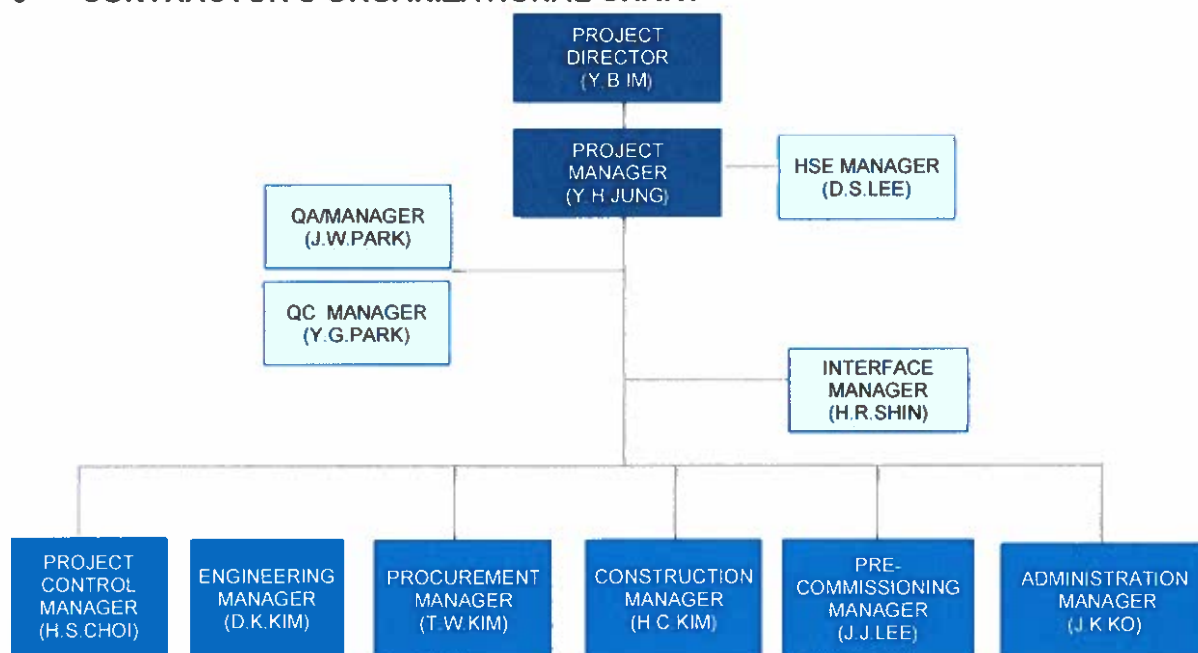 PROJECT
DIRECTOR
(Y.B IM)
PROJECT
MANAGER
(Y.H.JUNG)
HSE MANAGER
(D.S.LEE)
QA/MANAGER
(J.W.PARK)
QC MANAGER
(Y.G.PARK)
INTERFACE
MANAGER
(H.R.SHIN)
PROJECT
CONTROL
MANAGER
(H.S.CHOI)
ENGINEERING
MANAGER
(D.K.KIM)
PROCUREMENT
MANAGER
(T.W.KIM)
CONSTRUCTION
MANAGER
(H C KIM)
PRE-
COMMISSIONING
MANAGER
(J.J.LEE)
ADMINISTRATION
MANAGER
(J.K KO)